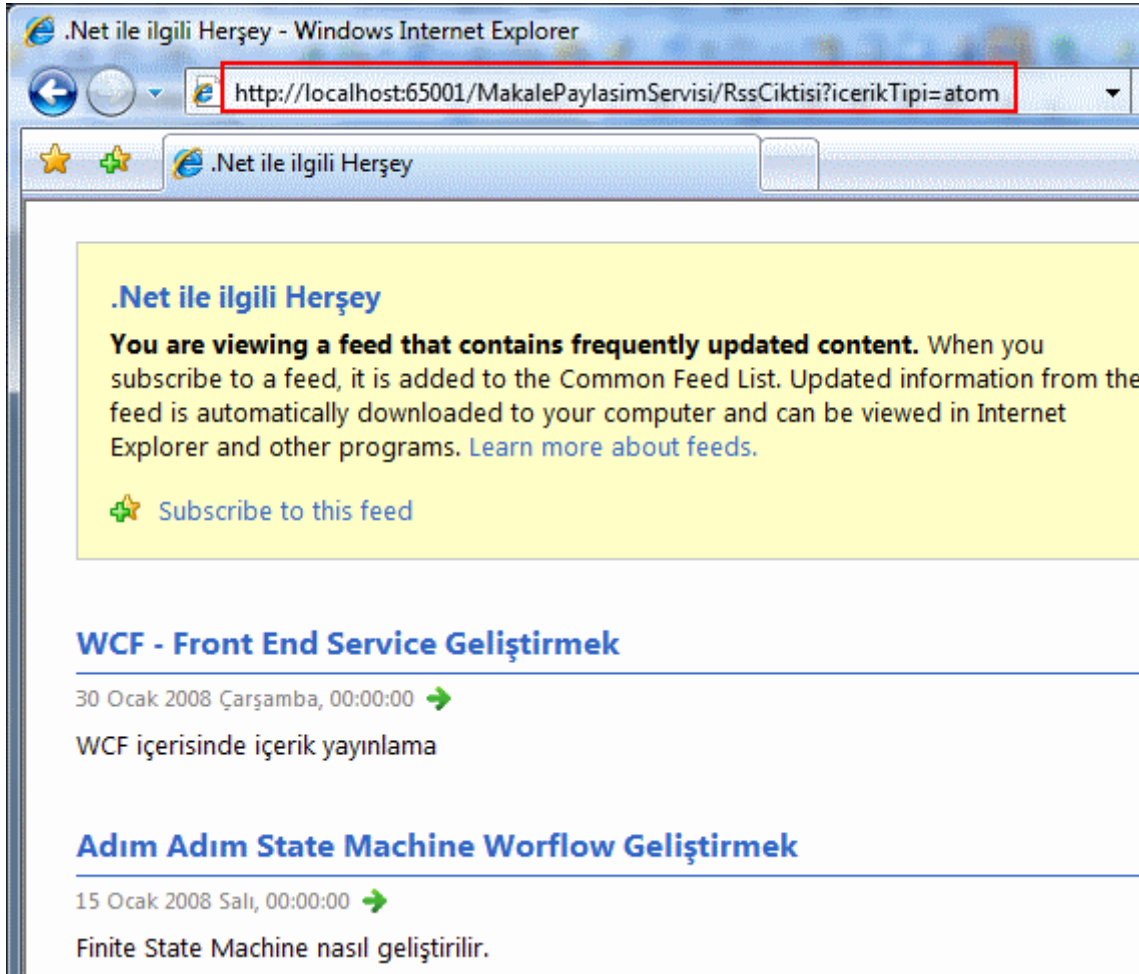 .Net ile ilgili Herşey - Windows Internet Explorer
http://localhost:65001/MakalePaylasimServisi/RssCiktisi?icerikTipi=atom
.Net ile ilgili Herşey
.Net ile ilgili Herşey
You are viewing a feed that contains frequently updated content. When you
subscribe to a feed, it is added to the Common Feed List. Updated information from the
feed is automatically downloaded to your computer and can be viewed in Internet
Explorer and other programs. Learn more about feeds.
Subscribe to this feed
WCF - Front End Service Geliştirmek
30 Ocak 2008 Çarşamba, 00:00:00
WCF içerisinde içerik yayınlama
Adım Adım State Machine Worflow Geliştirmek
15 Ocak 2008 Salı, 00:00:00
Finite State Machine nasıl geliştirilir.